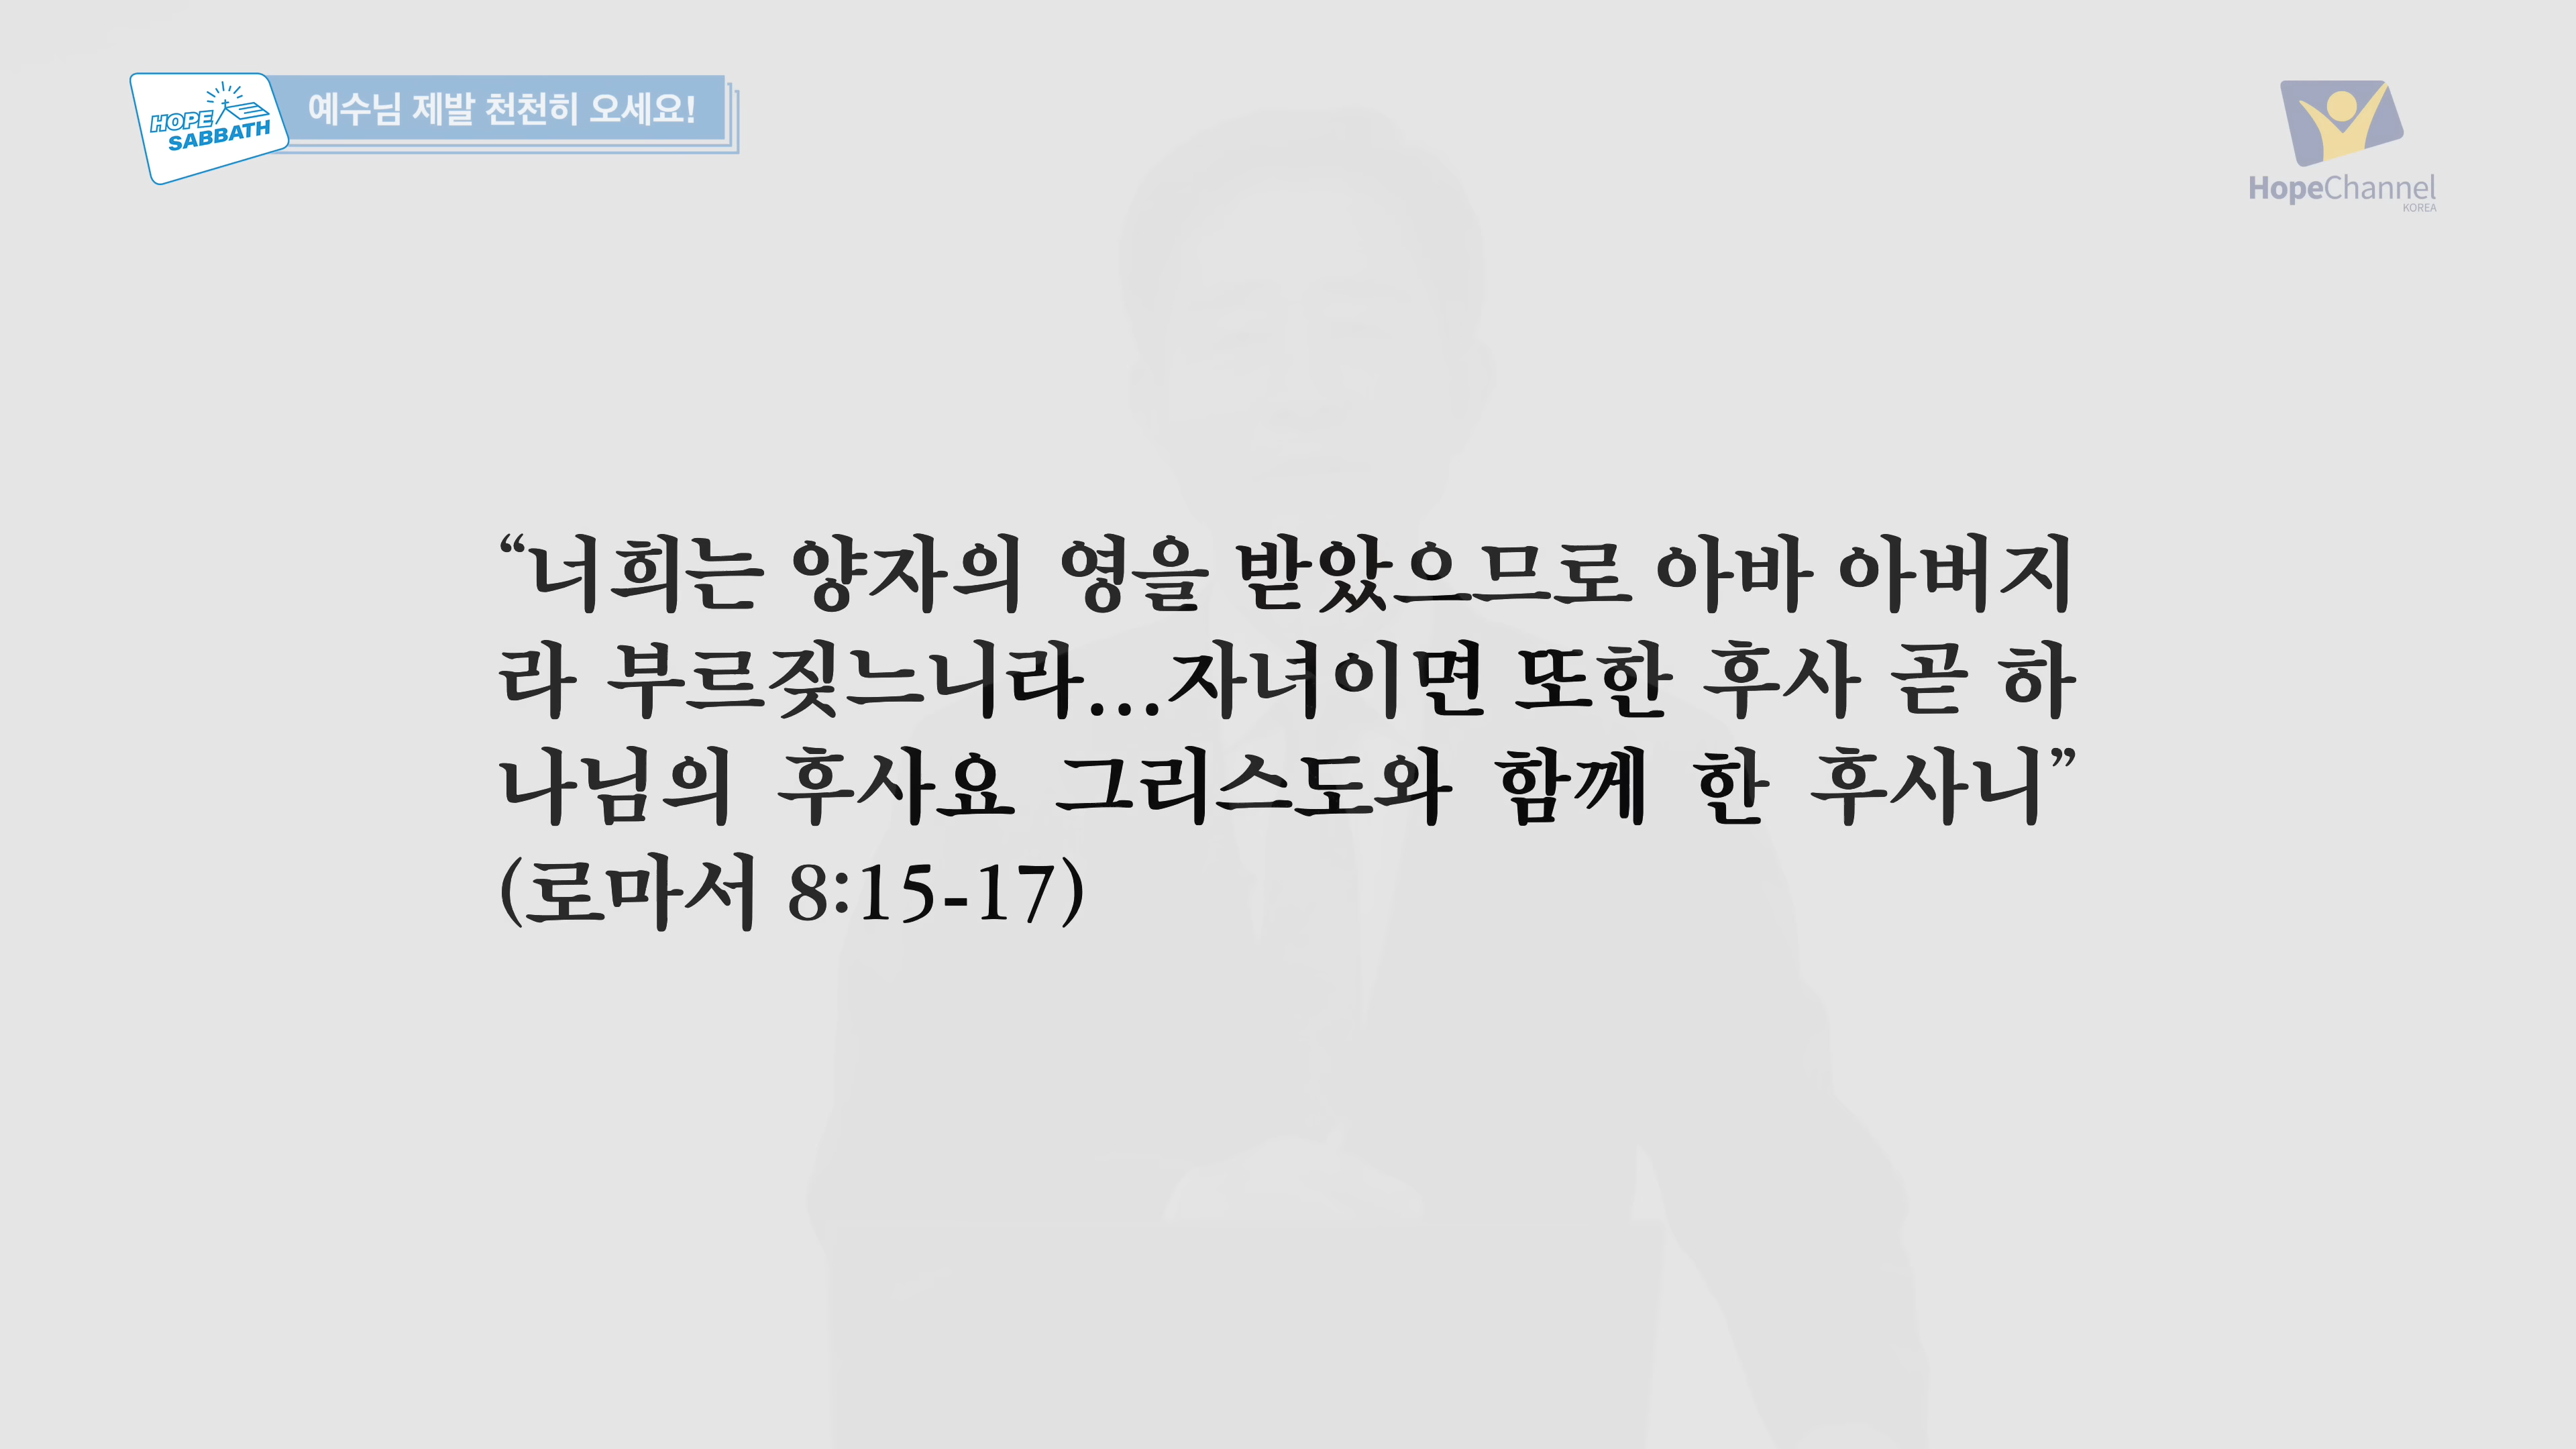 HOPE
SABBATH
예수님 제발 천천히 오세요!
HopeChannel
KOREA
“너희는 양자의 영을 받았으므로 아바 아버지
라 부르짖느니라...자녀이면 또한 후사 곧 하
나님의 후사요 그리스도와 함께 한 후사니”
(로마서 8:15-17)